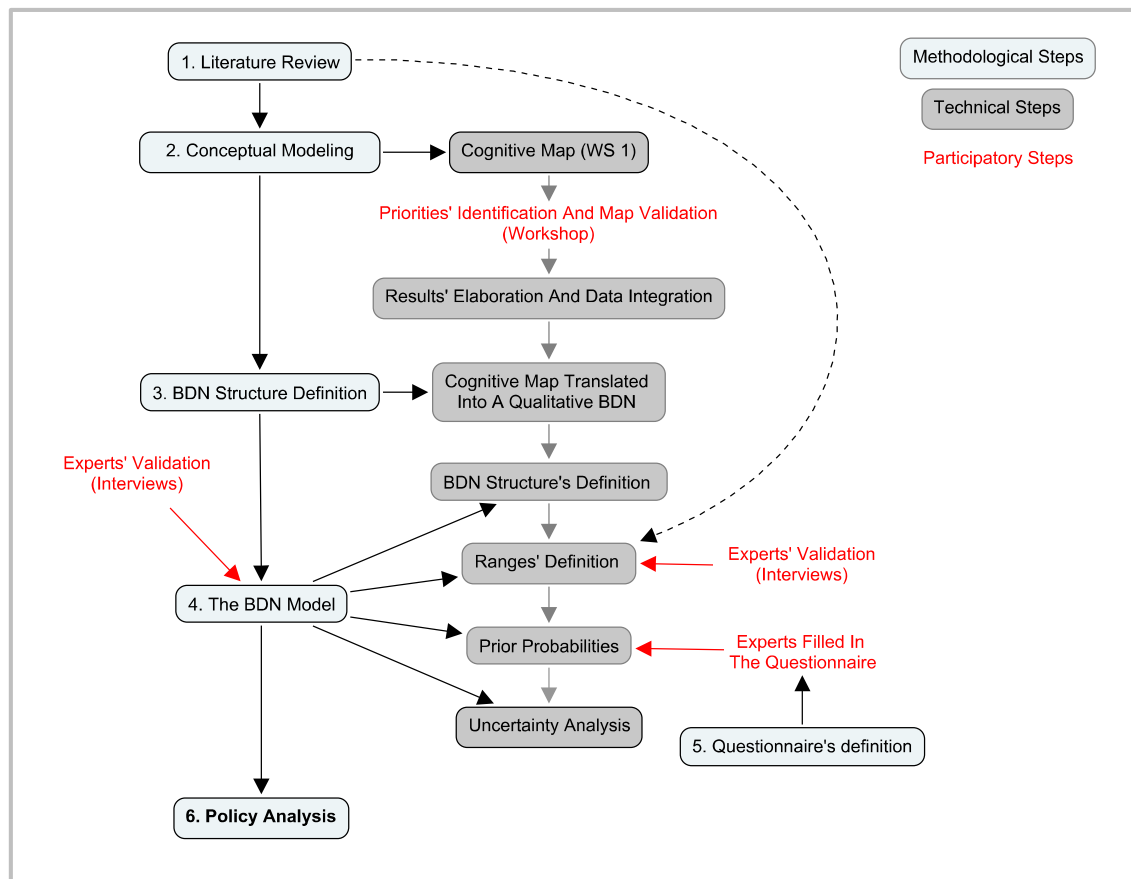 1. Literature Review
Methodological Steps
Technical Steps
Participatory Steps
2. Conceptual Modeling
Cognitive Map (WS 1)
Priorities' Identification And Map Validation
(Workshop)
Results' Elaboration And Data Integration
3. BDN Structure Definition
Cognitive Map Translated
Into A Qualitative BDN
Experts' Validation
(Interviews)
BDN Structure's Definition
Ranges' Definition
Experts' Validation
(Interviews)
4. The BDN Model
Prior Probabilities
Experts Filled In
The Questionnaire
Uncertainty Analysis
5. Questionnaire's definition
6. Policy Analysis